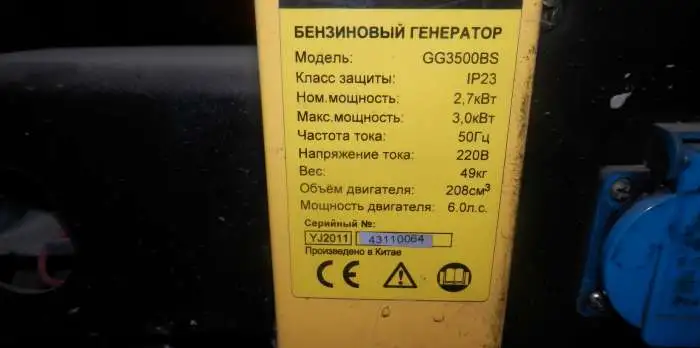 БЕНЗИНОВЫЙ ГЕНЕРАТОР
Модель: GG3500BS
Класс защиты: IP23
Ном.мощность: 2,7кВт
Макс.мощность: 3,0кВт
Частота тока: 50Гц
Напряжение тока: 220В
Вес: 49кг
Объём двигателя: 208см³
Мощность двигателя: 6.0л.с.
Серийный №:
YJ2011 43110064
Произведено в Китае
CE